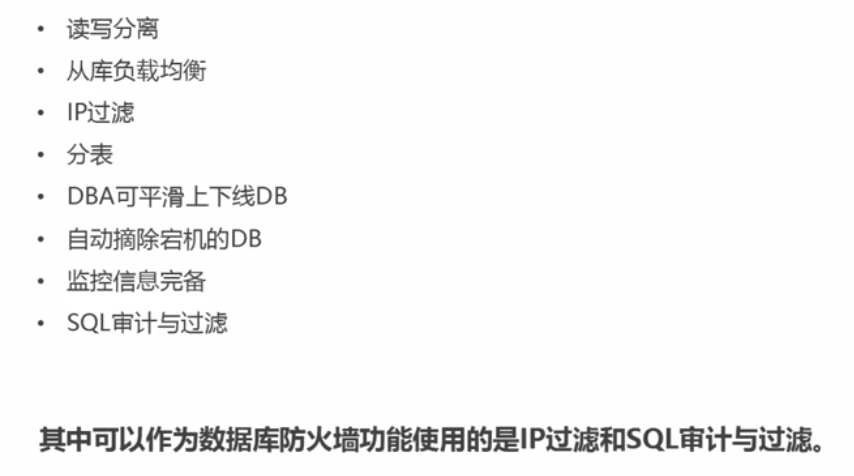 • 读写分离
• 从库负载均衡
• IP过滤
• 分表
• DBA可平滑上下线DB
• 自动摘除宕机的DB
• 监控信息完备
• SQL审计与过滤
其中可以作为数据库防火墙功能使用的是IP过滤和SQL审计与过滤。